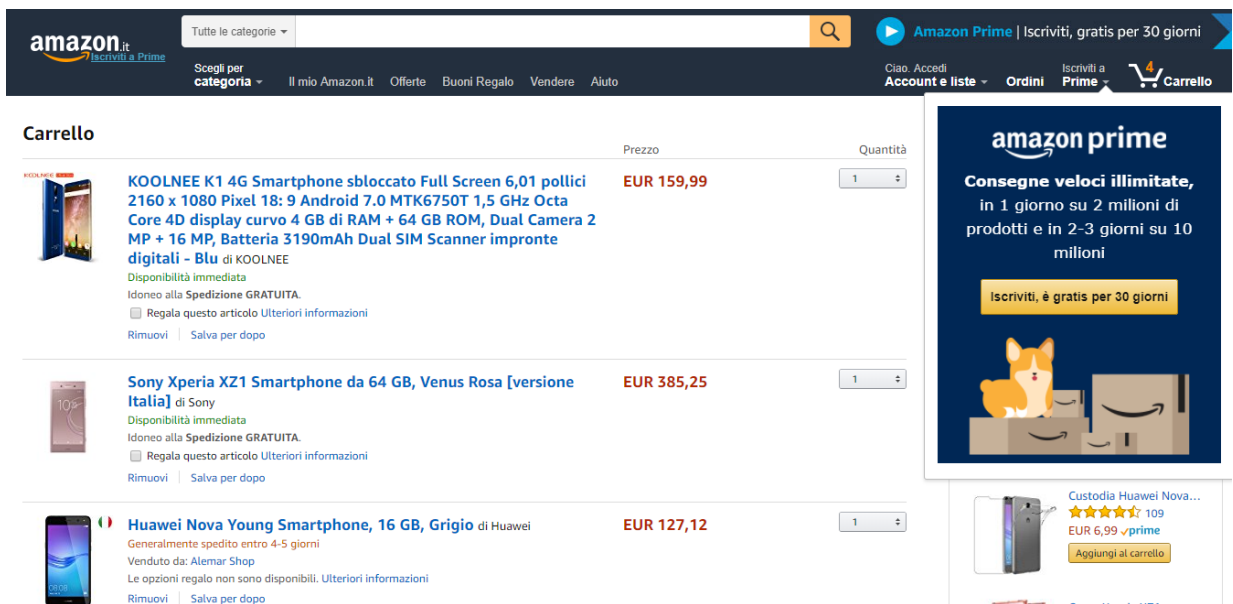 amazon.it
Iscriviti a Prime
Tutte le categorie
Amazon Prime | Iscriviti, gratis per 30 giorni
Scegli per
categoria
Il mio Amazon.it Offerte Buoni Regalo Vendere Aiuto
Ciao. Accedi
Account e liste
Ordini
Iscriviti a
Prime
4
Carrello
Carrello
Prezzo
Quantità
KOOLNEE
KOOLNEE K1 4G Smartphone sbloccato Full Screen 6,01 pollici
2160 x 1080 Pixel 18: 9 Android 7.0 MTK6750T 1,5 GHz Octa
Core 4D display curvo 4 GB di RAM + 64 GB ROM, Dual Camera 2
MP + 16 MP, Batteria 3190mAh Dual SIM Scanner impronte
digitali - Blu di KOOLNEE
EUR 159,99
1
Disponibilità immediata
Idoneo alla Spedizione GRATUITA.
Regala questo articolo Ulteriori informazioni
Rimuovi Salva per dopo
Sony Xperia XZ1 Smartphone da 64 GB, Venus Rosa [versione
Italia] di Sony
EUR 385,25
1
Disponibilità immediata
Idoneo alla Spedizione GRATUITA.
Regala questo articolo Ulteriori informazioni
Rimuovi Salva per dopo
Huawei Nova Young Smartphone, 16 GB, Grigio di Huawei
EUR 127,12
1
Generalmente spedito entro 4-5 giorni
Venduto da: Alemar Shop
Le opzioni regalo non sono disponibili. Ulteriori informazioni
Rimuovi Salva per dopo
amazon prime
Consegne veloci illimitate,
in 1 giorno su 2 milioni di
prodotti e in 2-3 giorni su 10
milioni
Iscriviti, è gratis per 30 giorni
Custodia Huawei Nova...
109
EUR 6,99 prime
Aggiungi al carrello